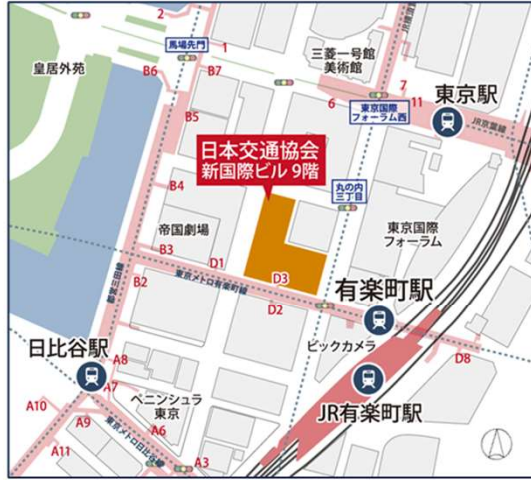 2
1
馬場先門
皇居外苑
B6
B7
三菱一号館
美術館
6
7
11
東京国際
フォーラム西
東京駅
JR京葉線
B5
日本交通協会
新国際ビル 9階
丸の内
三丁目
B4
帝国劇場
東京国際
フォーラム
B3
D1
D3
東京メトロ有楽町線
都営三田線
B2
D2
有楽町駅
ビックカメラ
D8
日比谷駅
A8
A7
ペニンシュラ
東京
JR有楽町駅
A10
A9
A6
東京メトロ日比谷線
A11
A3